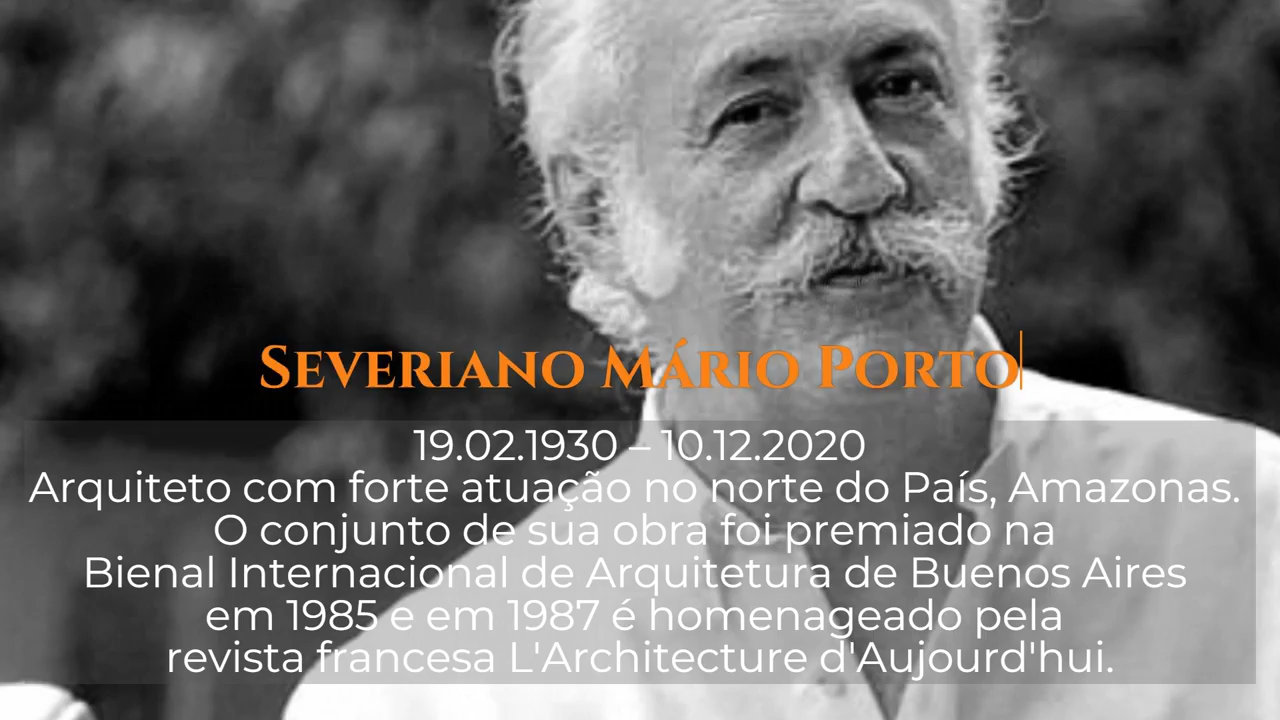 Severiano Mário Porto
19.02.1930 – 10.12.2020
Arquiteto com forte atuação no norte do País, Amazonas.
O conjunto de sua obra foi premiado na
Bienal Internacional de Arquitetura de Buenos Aires
em 1985 e em 1987 é homenageado pela
revista francesa L'Architecture d'Aujourd'hui.